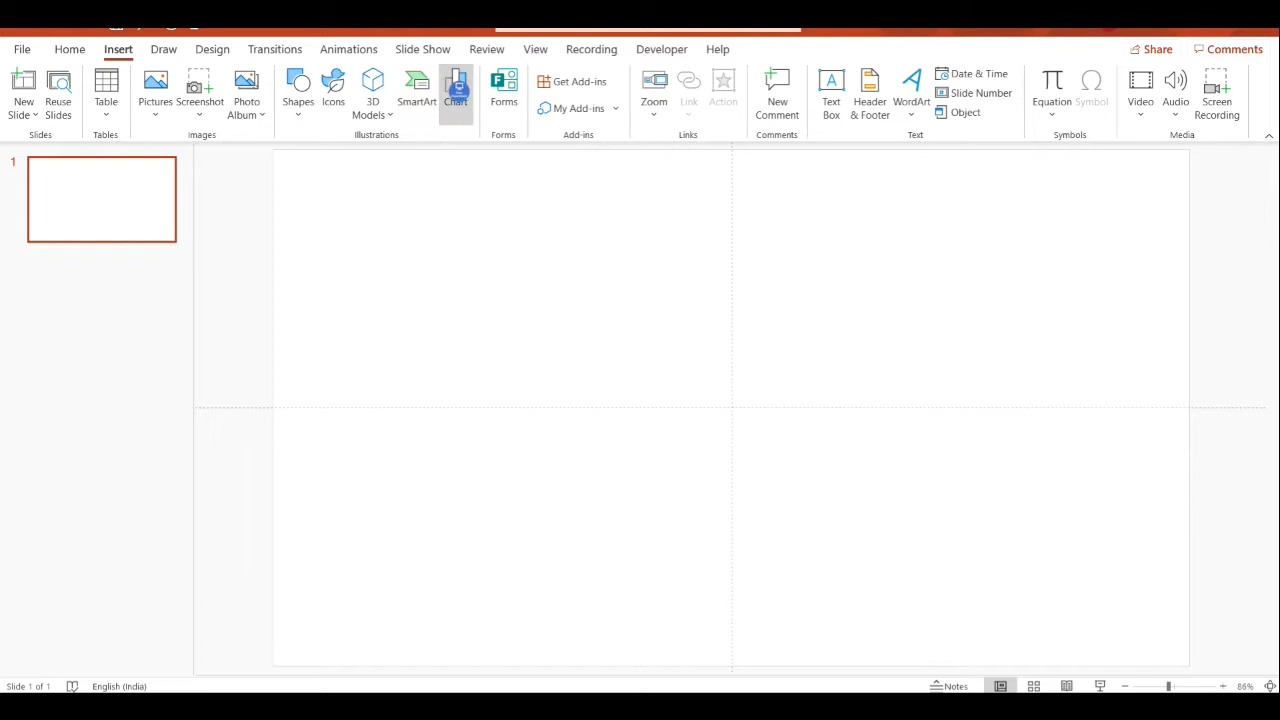 File Home Insert Draw Design Transitions Animations Slide Show Review View Recording Developer Help Share Comments
New Slide
Reuse Slides
Table
Pictures
Screenshot
Photo Album
Shapes
Icons
3D Models
SmartArt
Chart
Forms
Get Add-ins
My Add-ins
Zoom
Link
Action
New Comment
Text Box
Header & Footer
WordArt
Date & Time
Slide Number
Object
Equation
Symbol
Video
Audio
Screen Recording
Slides Tables Images Illustrations Forms Add-ins Links Comments Text Symbols Media
1
Slide 1 of 1 English (India) Notes 86%